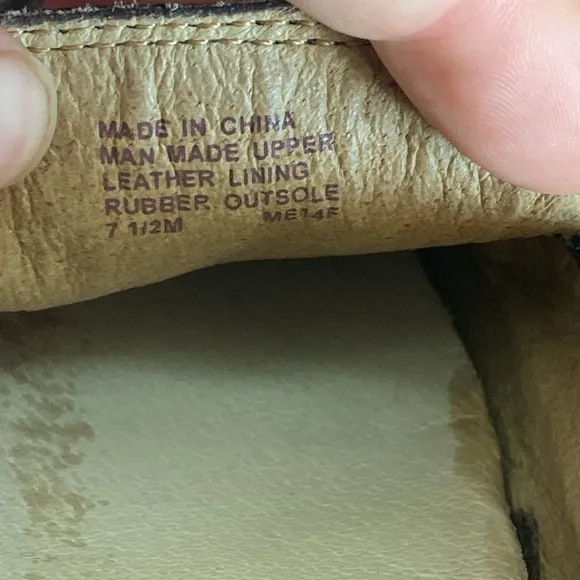 MADE IN CHINA
MAN MADE UPPER
LEATHER LINING
RUBBER OUTSOLE
7 1/2M ME14F